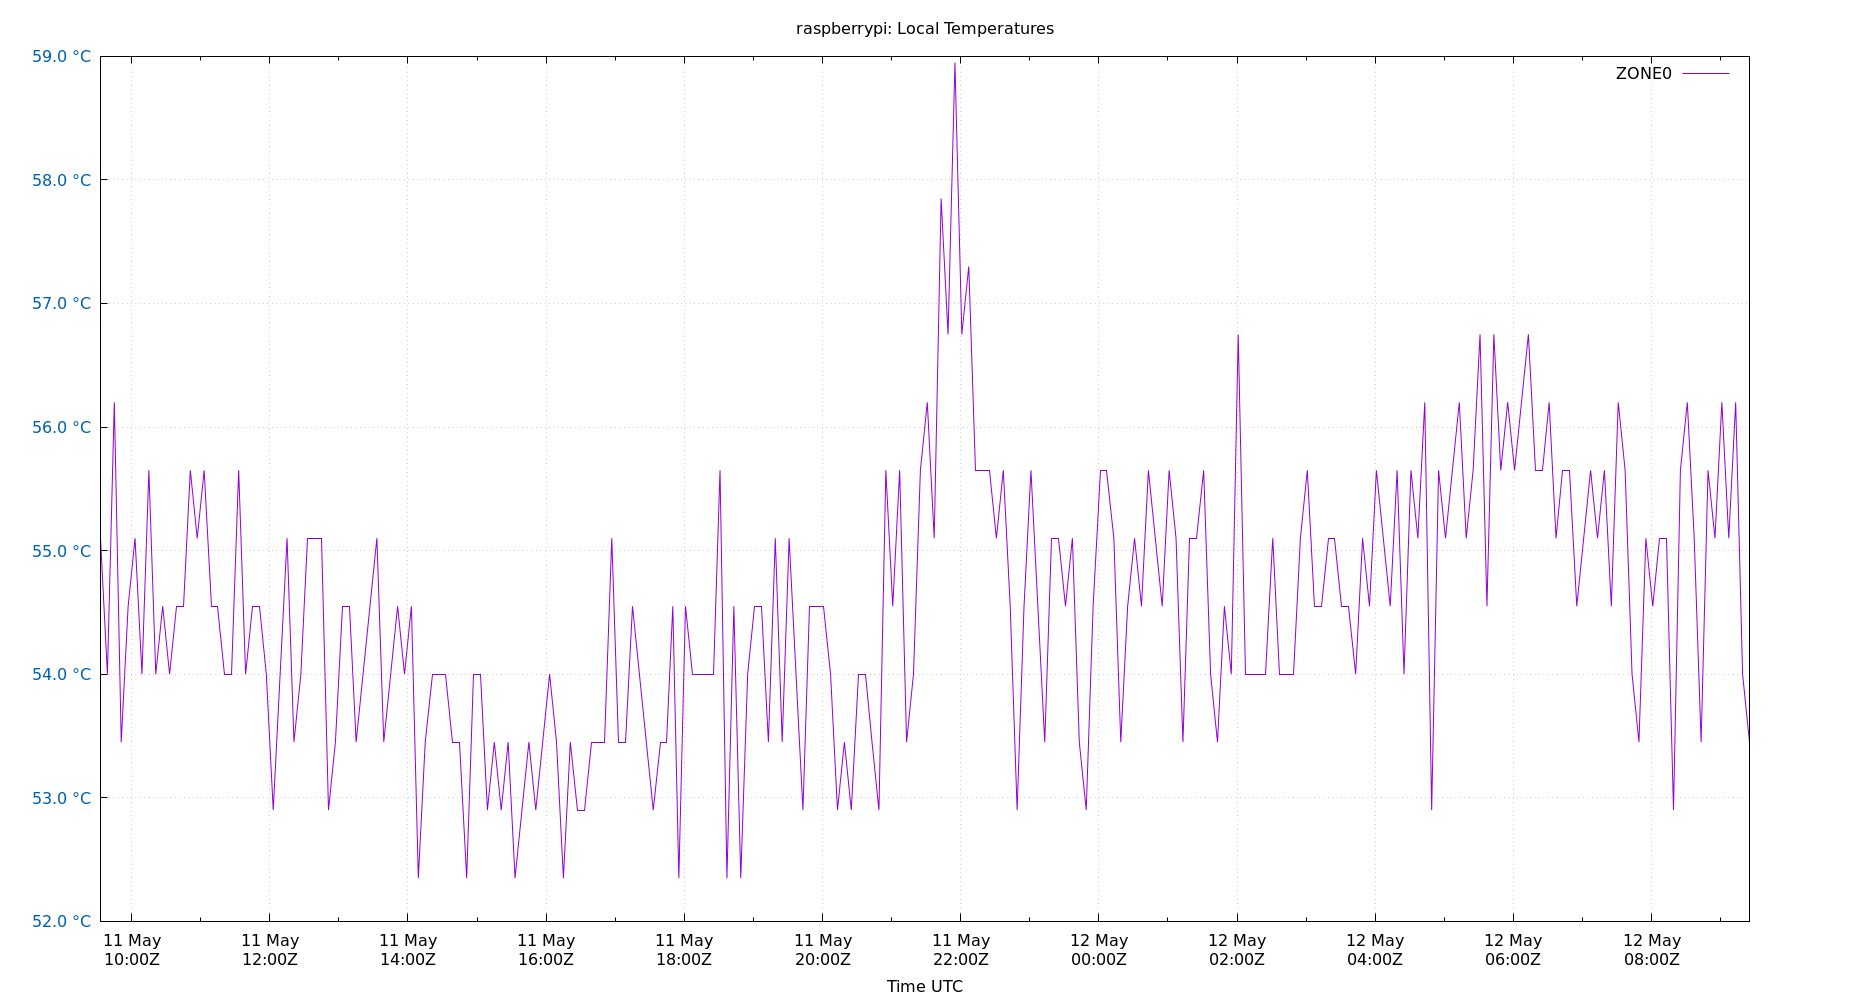 raspberrypi: Local Temperatures
59.0 °C
ZONE0
58.0 °C
57.0 °C
56.0 °C
55.0 °C
54.0 °C
53.0 °C
52.0 °C
11 May 11 May 11 May 11 May 11 May 11 May 11 May 12 May 12 May 12 May 12 May 12 May
10:00Z 12:00Z 14:00Z 16:00Z 18:00Z 20:00Z 22:00Z 00:00Z 02:00Z 04:00Z 06:00Z 08:00Z
Time UTC